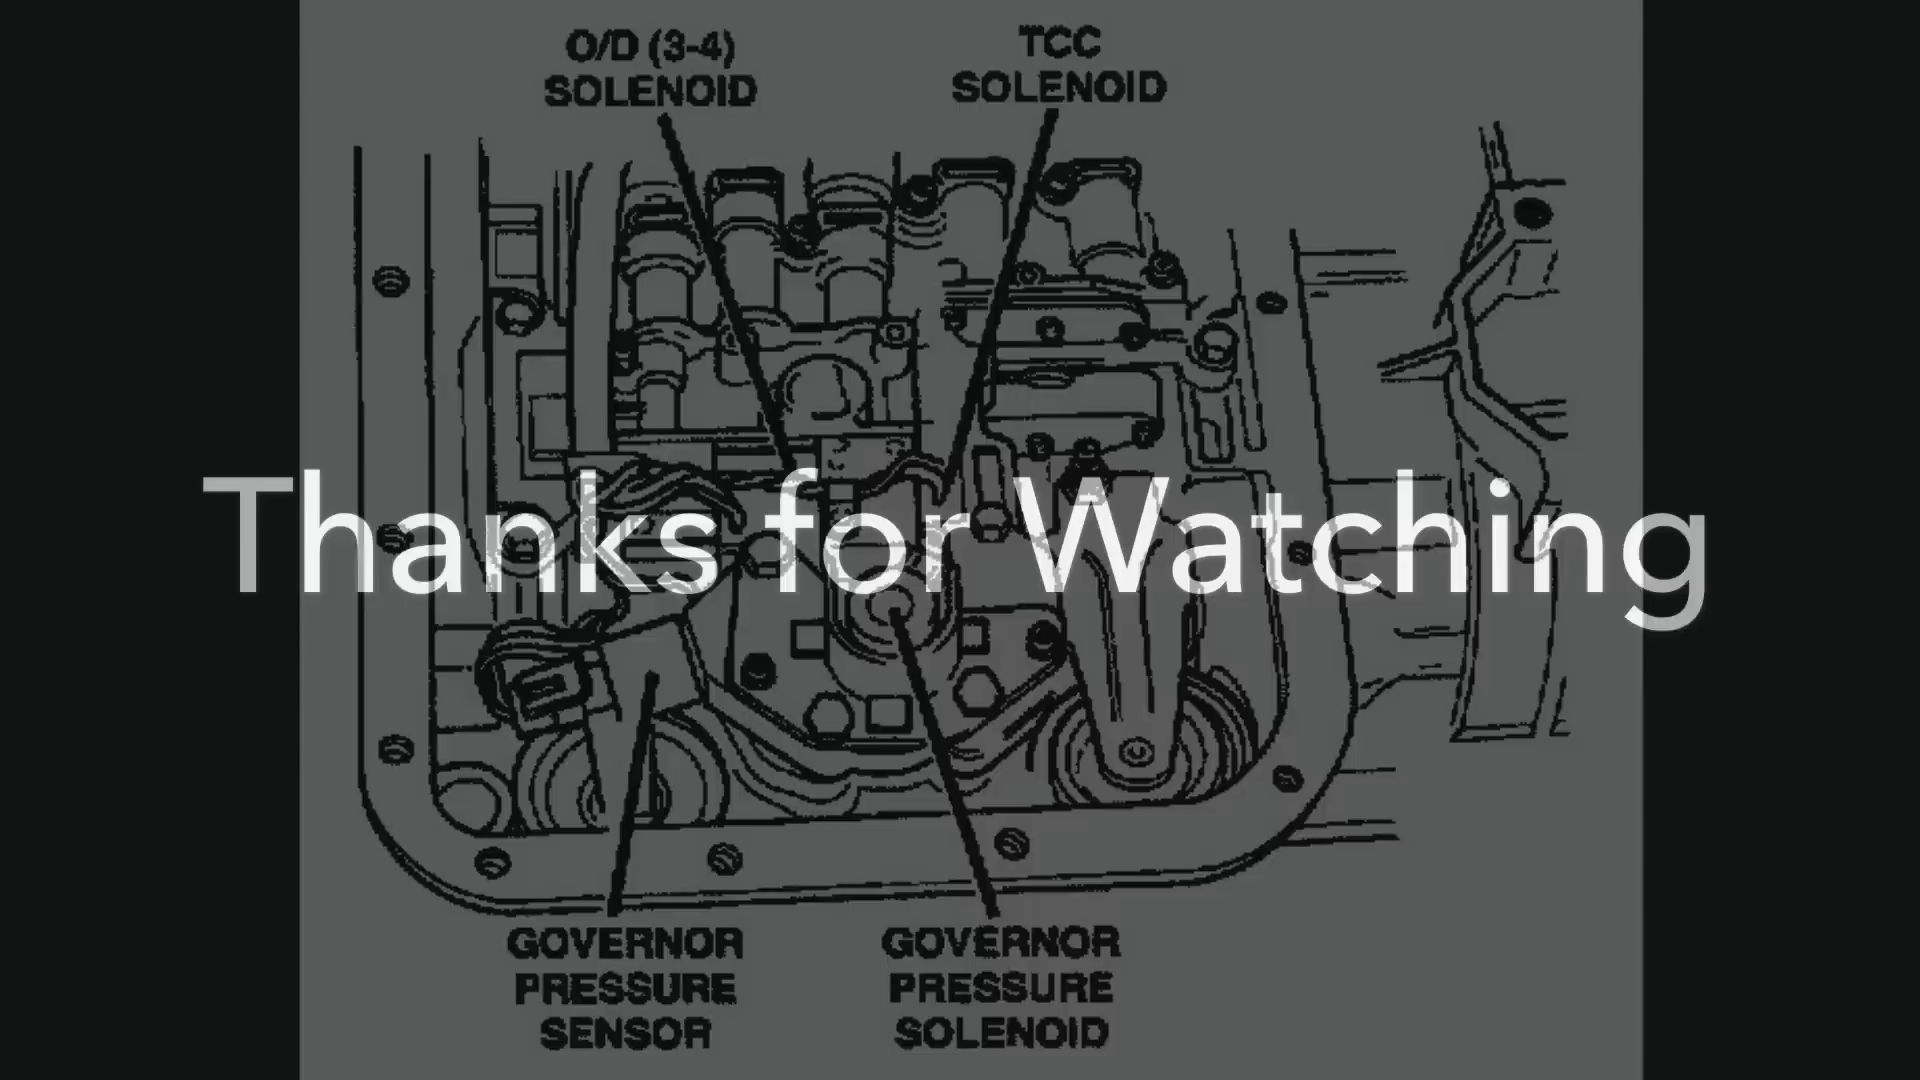 O/D (3-4)
SOLENOID
TCC
SOLENOID
Thanks for Watching
GOVERNOR
PRESSURE
SENSOR
GOVERNOR
PRESSURE
SOLENOID